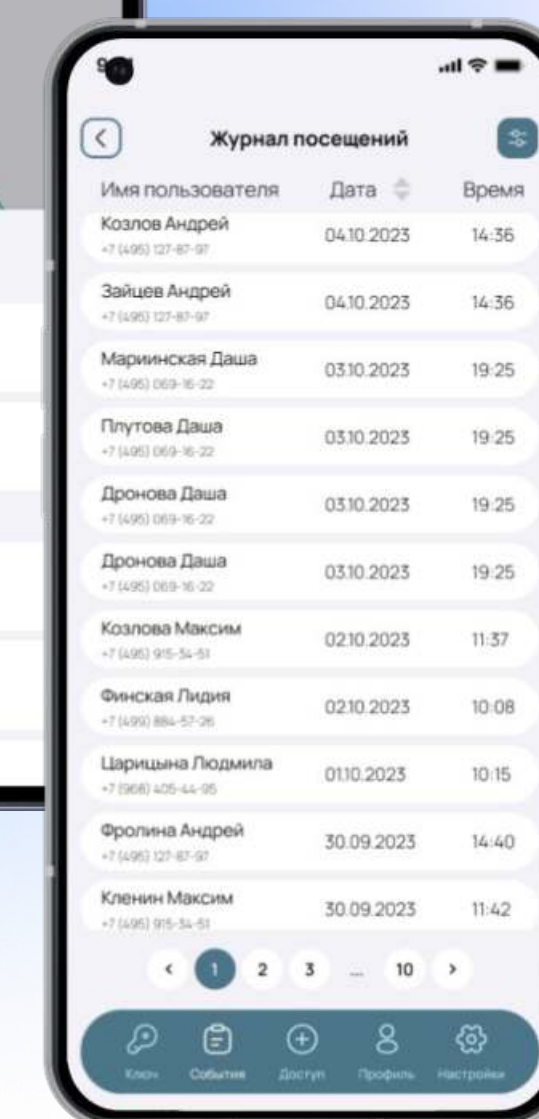 Журнал посещений
Имя пользователя Дата Время
Козлов Андрей 04.10.2023 14:36
+7 (495) 127-87-97
Зайцев Андрей 04.10.2023 14:36
+7 (495) 127-87-97
Мариинская Даша 03.10.2023 19:25
+7 (495) 069-16-22
Плутова Даша 03.10.2023 19:25
+7 (495) 069-16-22
Дронова Даша 03.10.2023 19:25
+7 (495) 069-16-22
Дронова Даша 03.10.2023 19:25
+7 (495) 069-16-22
Козлова Максим 02.10.2023 11:37
+7 (495) 915-34-51
Финская Лидия 02.10.2023 10:08
+7 (499) 884-57-26
Царицына Людмила 01.10.2023 10:15
+7 (968) 405-44-95
Фролина Андрей 30.09.2023 14:40
+7 (495) 127-87-97
Кленин Максим 30.09.2023 11:42
+7 (495) 915-34-51
< 1 2 3 ... 10 >
Ключ События Доступ Профиль Настройки